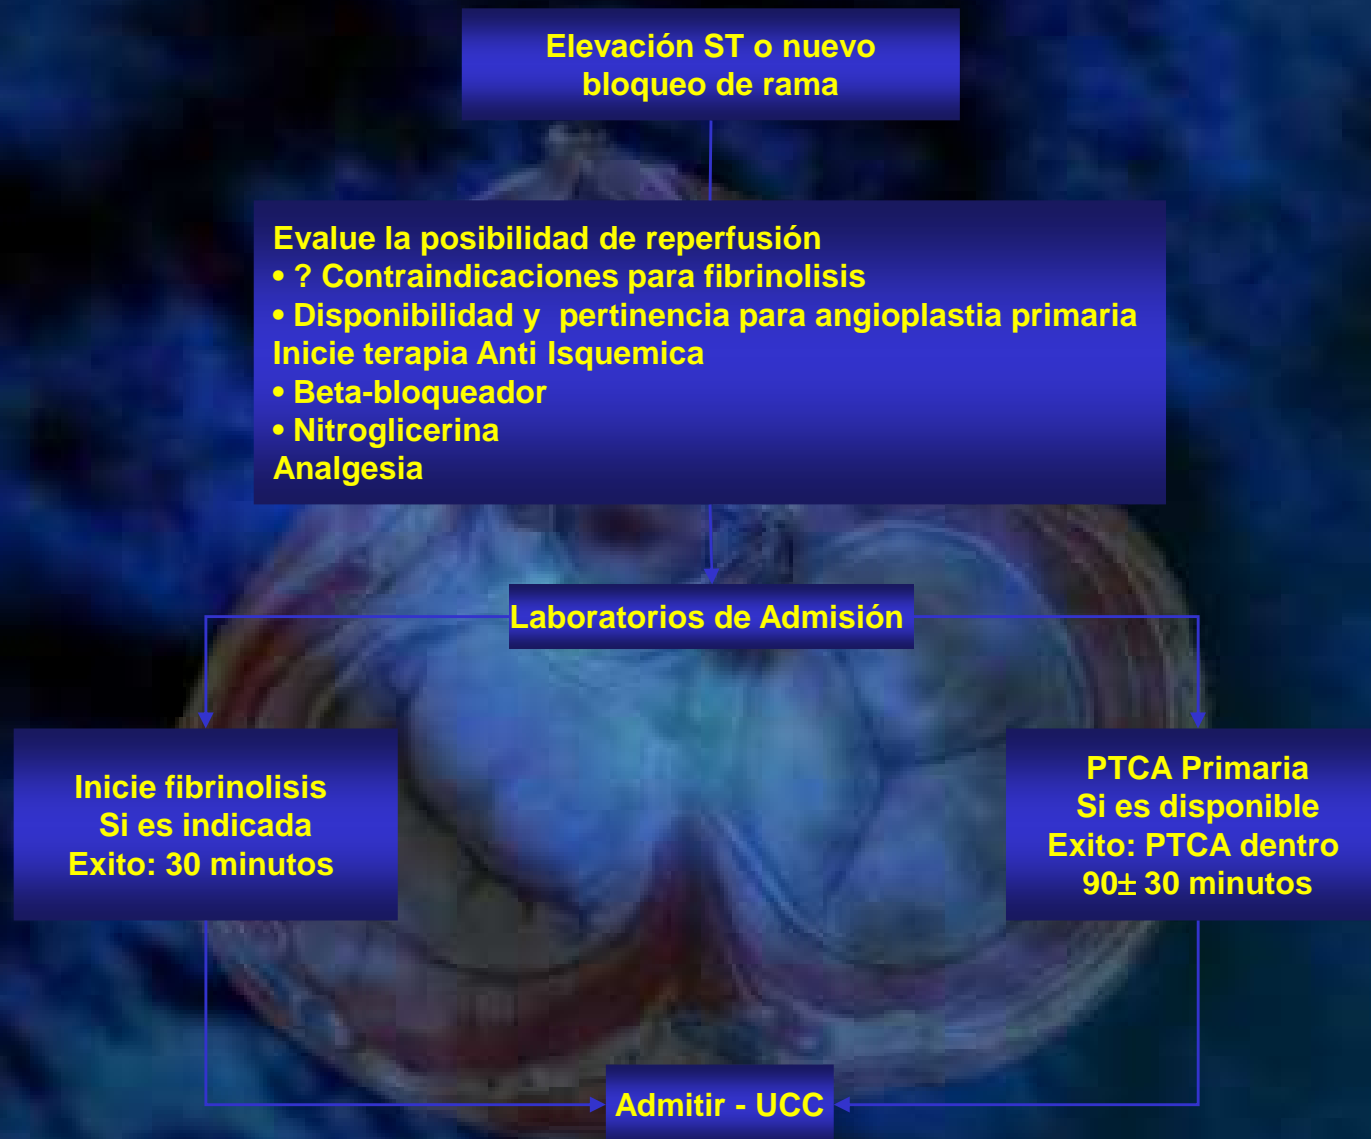 Elevación ST o nuevo
bloqueo de rama
Evalue la posibilidad de reperfusión
• ? Contraindicaciones para fibrinolisis
• Disponibilidad y pertinencia para angioplastia primaria
Inicie terapia Anti Isquemica
• Beta-bloqueador
• Nitroglicerina
Analgesia
Laboratorios de Admisión
Inicie fibrinolisis
Si es indicada
Exito: 30 minutos
PTCA Primaria
Si es disponible
Exito: PTCA dentro
90± 30 minutos
Admitir - UCC